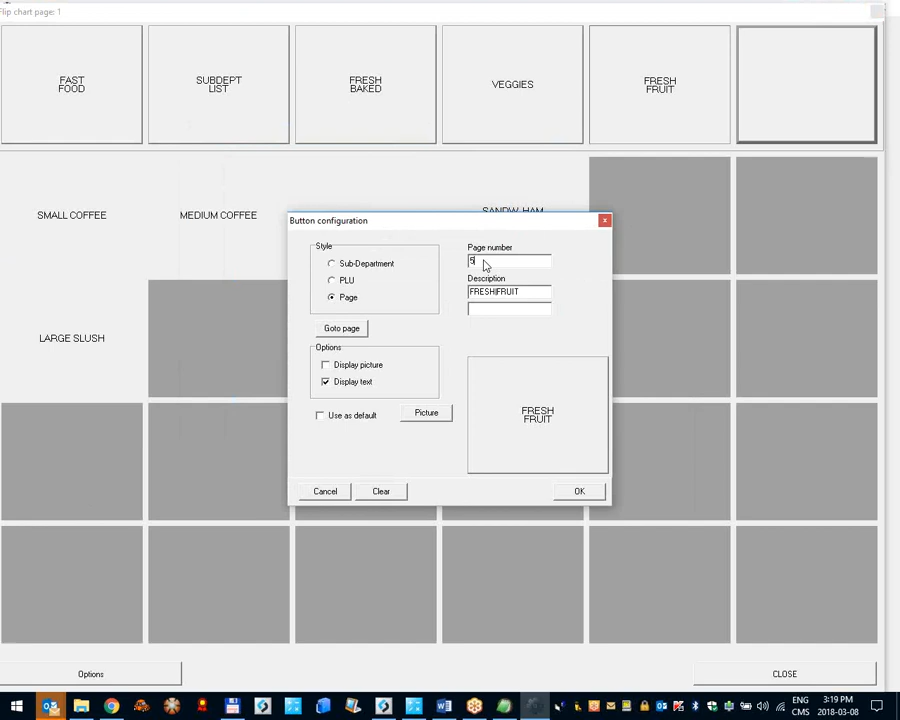 Flip chart page: 1
FAST
FOOD
SUBDEPT
LIST
FRESH
BAKED
VEGGIES
FRESH
FRUIT
SMALL COFFEE
MEDIUM COFFEE
SANDW. HAM
LARGE SLUSH
Button configuration
x
Style
Sub-Department
PLU
Page
Goto page
Options
Display picture
Display text
Use as default
Picture
Page number
5
Description
FRESH|FRUIT
FRESH
FRUIT
Cancel
Clear
OK
Options
CLOSE
ENG
CMS
3:19 PM
2018-03-08